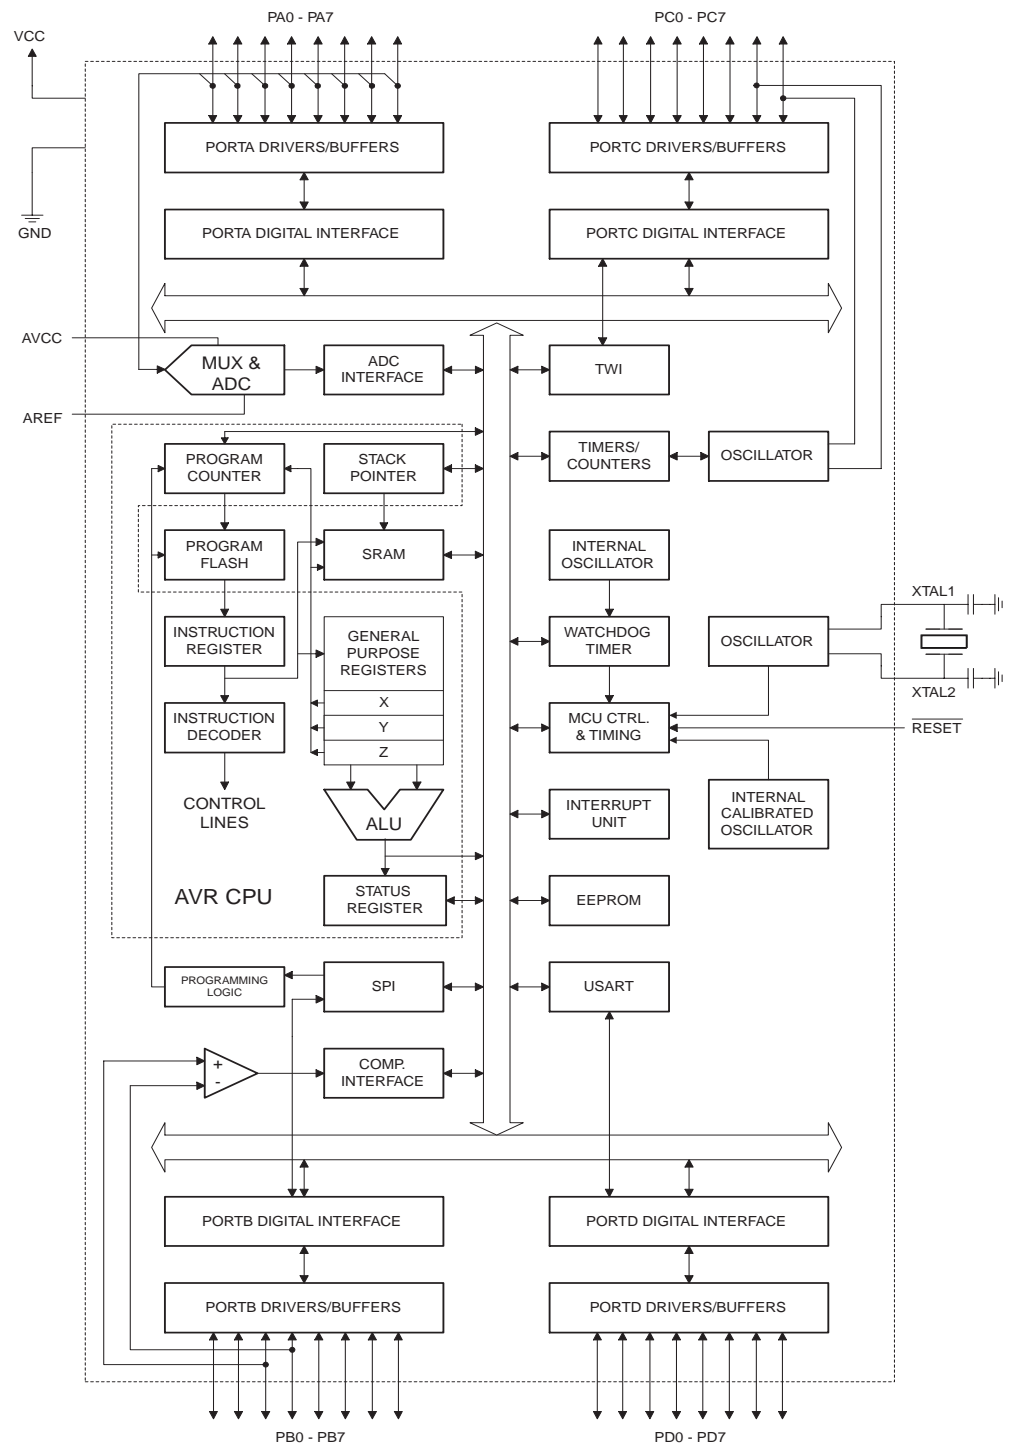 PA0 - PA7
PC0 - PC7
VCC
PORTA DRIVERS/BUFFERS
PORTC DRIVERS/BUFFERS
GND
PORTA DIGITAL INTERFACE
PORTC DIGITAL INTERFACE
AVCC
MUX &
ADC
ADC
INTERFACE
TWI
AREF
PROGRAM
COUNTER
STACK
POINTER
TIMERS/
COUNTERS
OSCILLATOR
PROGRAM
FLASH
SRAM
INTERNAL
OSCILLATOR
XTAL1
INSTRUCTION
REGISTER
GENERAL
PURPOSE
REGISTERS
WATCHDOG
TIMER
OSCILLATOR
XTAL2
X
Y
Z
INSTRUCTION
DECODER
MCU CTRL.
& TIMING
RESET
CONTROL
LINES
ALU
INTERRUPT
UNIT
INTERNAL
CALIBRATED
OSCILLATOR
AVR CPU
STATUS
REGISTER
EEPROM
PROGRAMMING
LOGIC
SPI
USART
+
-
COMP.
INTERFACE
PORTB DIGITAL INTERFACE
PORTD DIGITAL INTERFACE
PORTB DRIVERS/BUFFERS
PORTD DRIVERS/BUFFERS
PB0 - PB7
PD0 - PD7